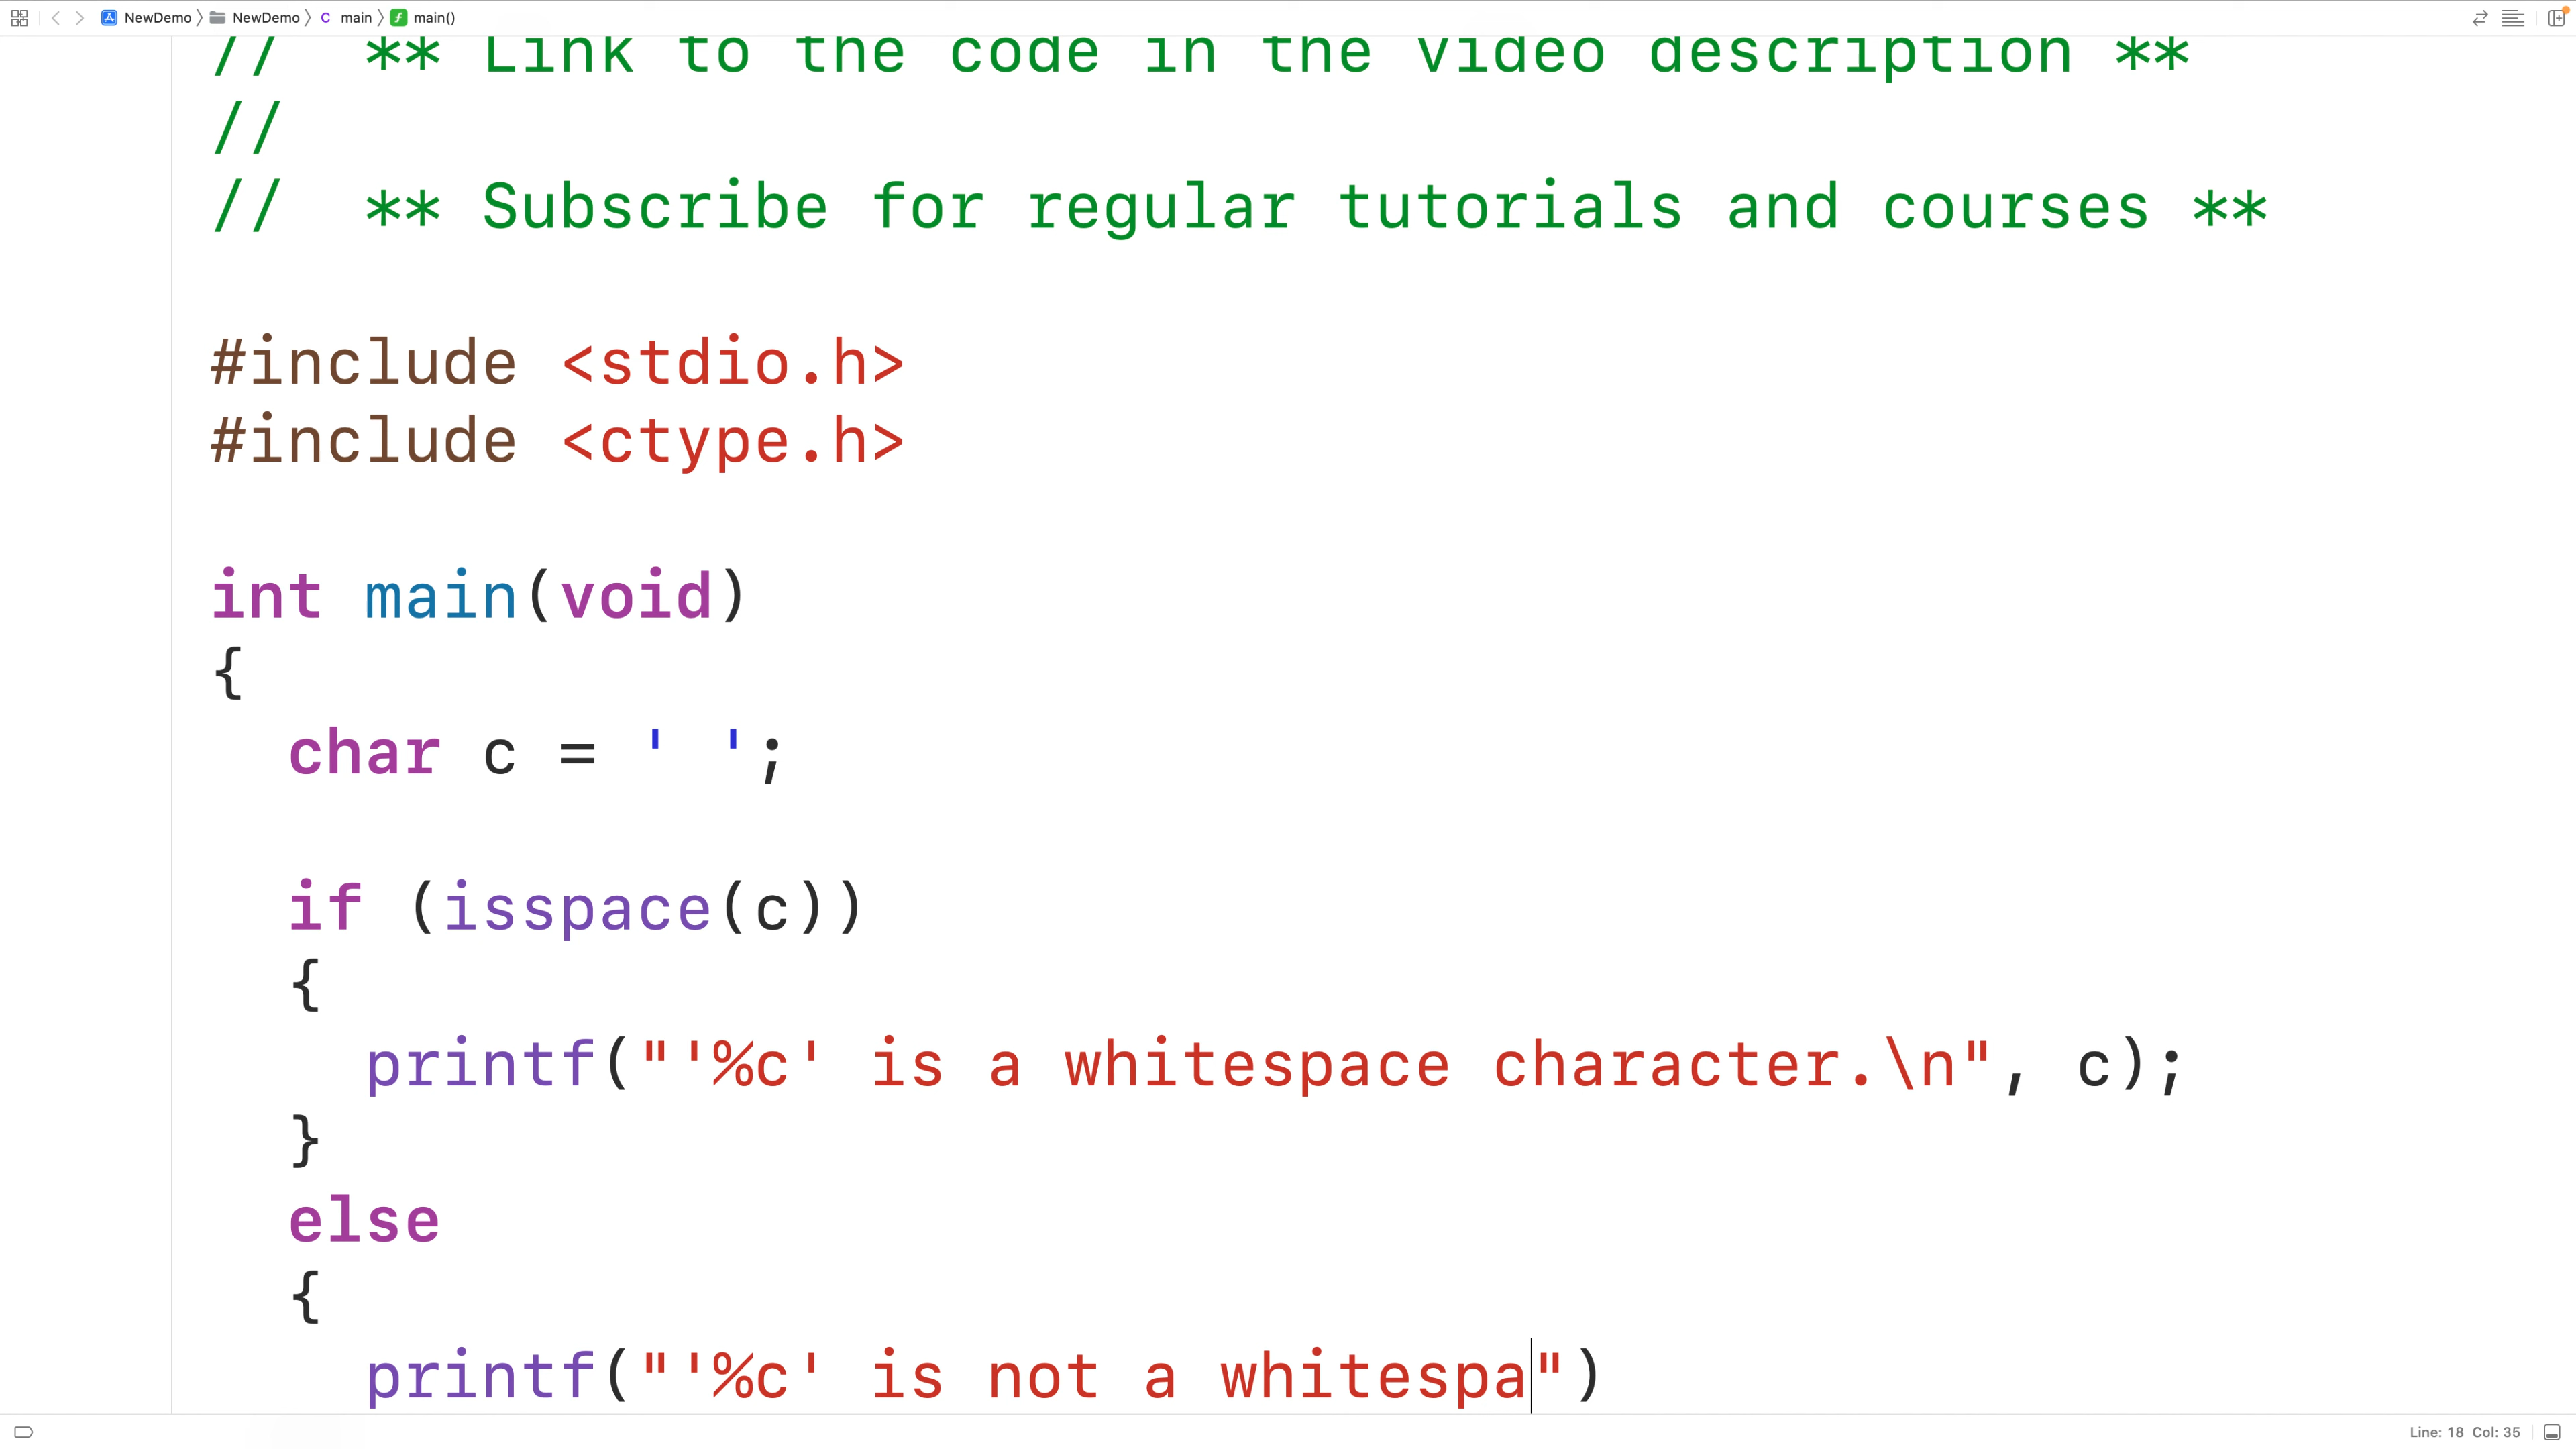 NewDemo 〉 NewDemo 〉 C main 〉 f main()
//  ** Link to the code in the video description **
//
//  ** Subscribe for regular tutorials and courses **
#include <stdio.h>
#include <ctype.h>
int main(void)
{
  char c = ' ';
  if (isspace(c))
  {
    printf("'%c' is a whitespace character.\n", c);
  }
  else
  {
    printf("'%c' is not a whitespa")
Line: 18 Col: 35